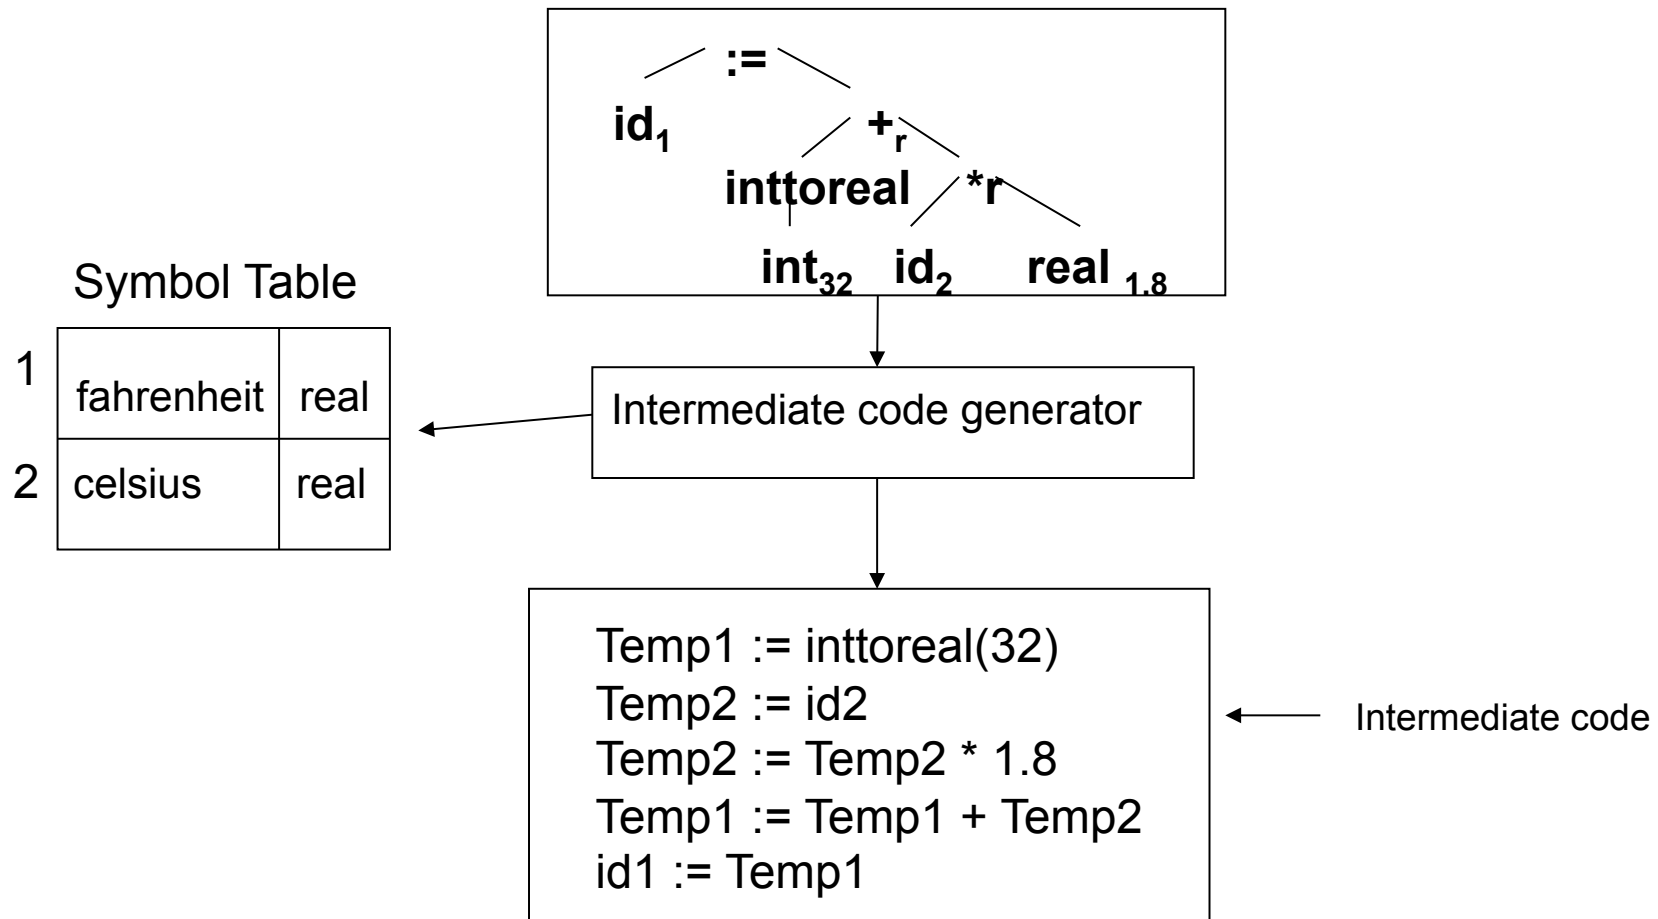 :=
id₁
+ᵣ
inttoreal *r
int₃₂ id₂ real ₁.₈
Symbol Table
1 fahrenheit real
2 celsius real
Intermediate code generator
Temp1 := inttoreal(32)
Temp2 := id2
Temp2 := Temp2 * 1.8
Temp1 := Temp1 + Temp2
id1 := Temp1
Intermediate code